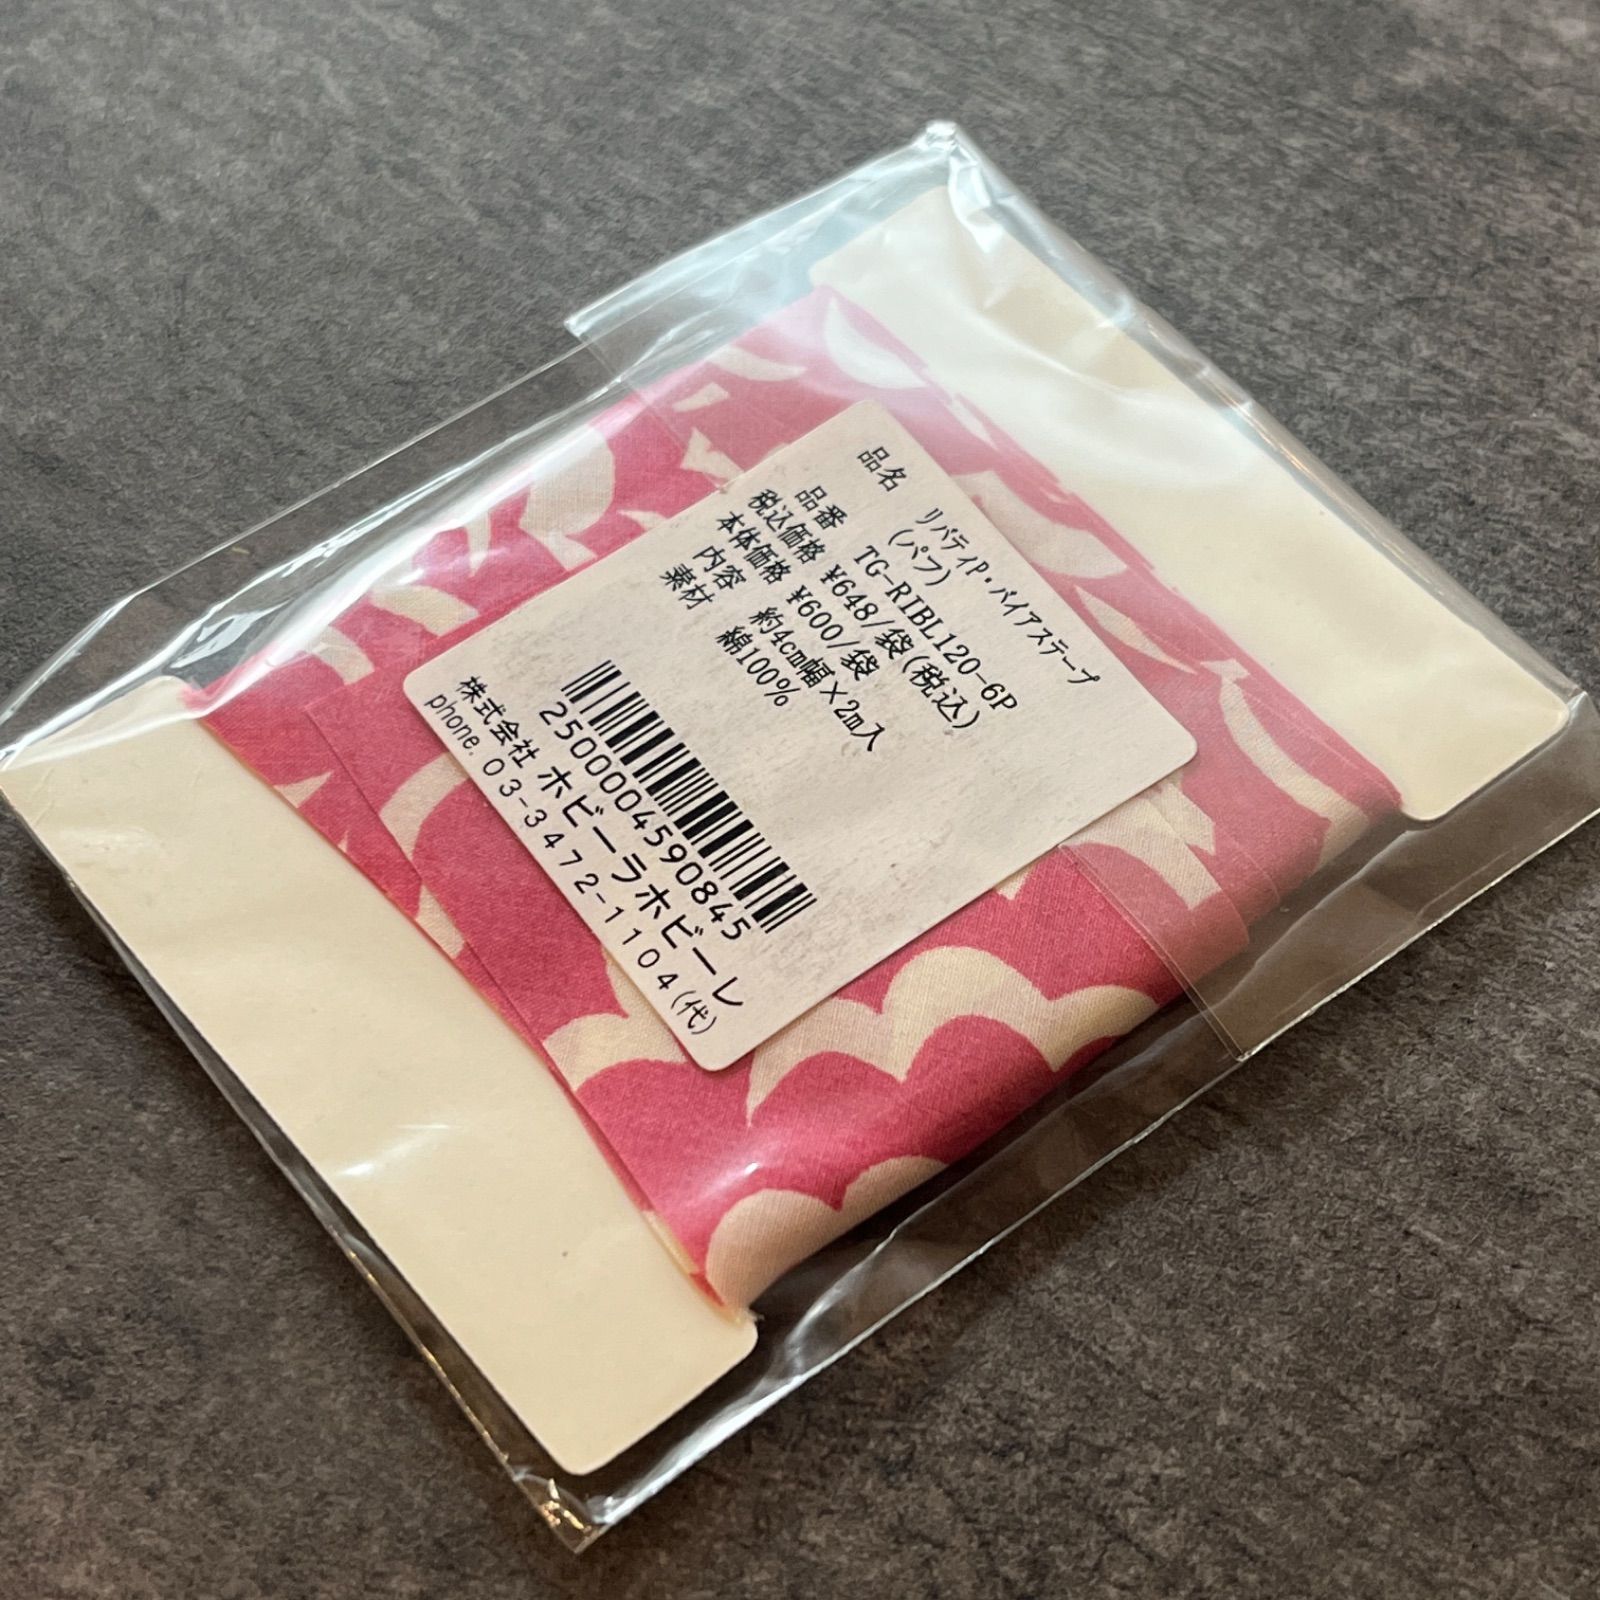 品名 リバティP・バイアステープ
(パフ)
品番 TG-RIBL120-6P
税込価格 ¥648/袋(税込)
本体価格 ¥600/袋
内容 約4cm幅×2m入
素材 綿100%
2500004590845
株式会社 ホビーラホビーレ
phone. 03-3472-1104(代)